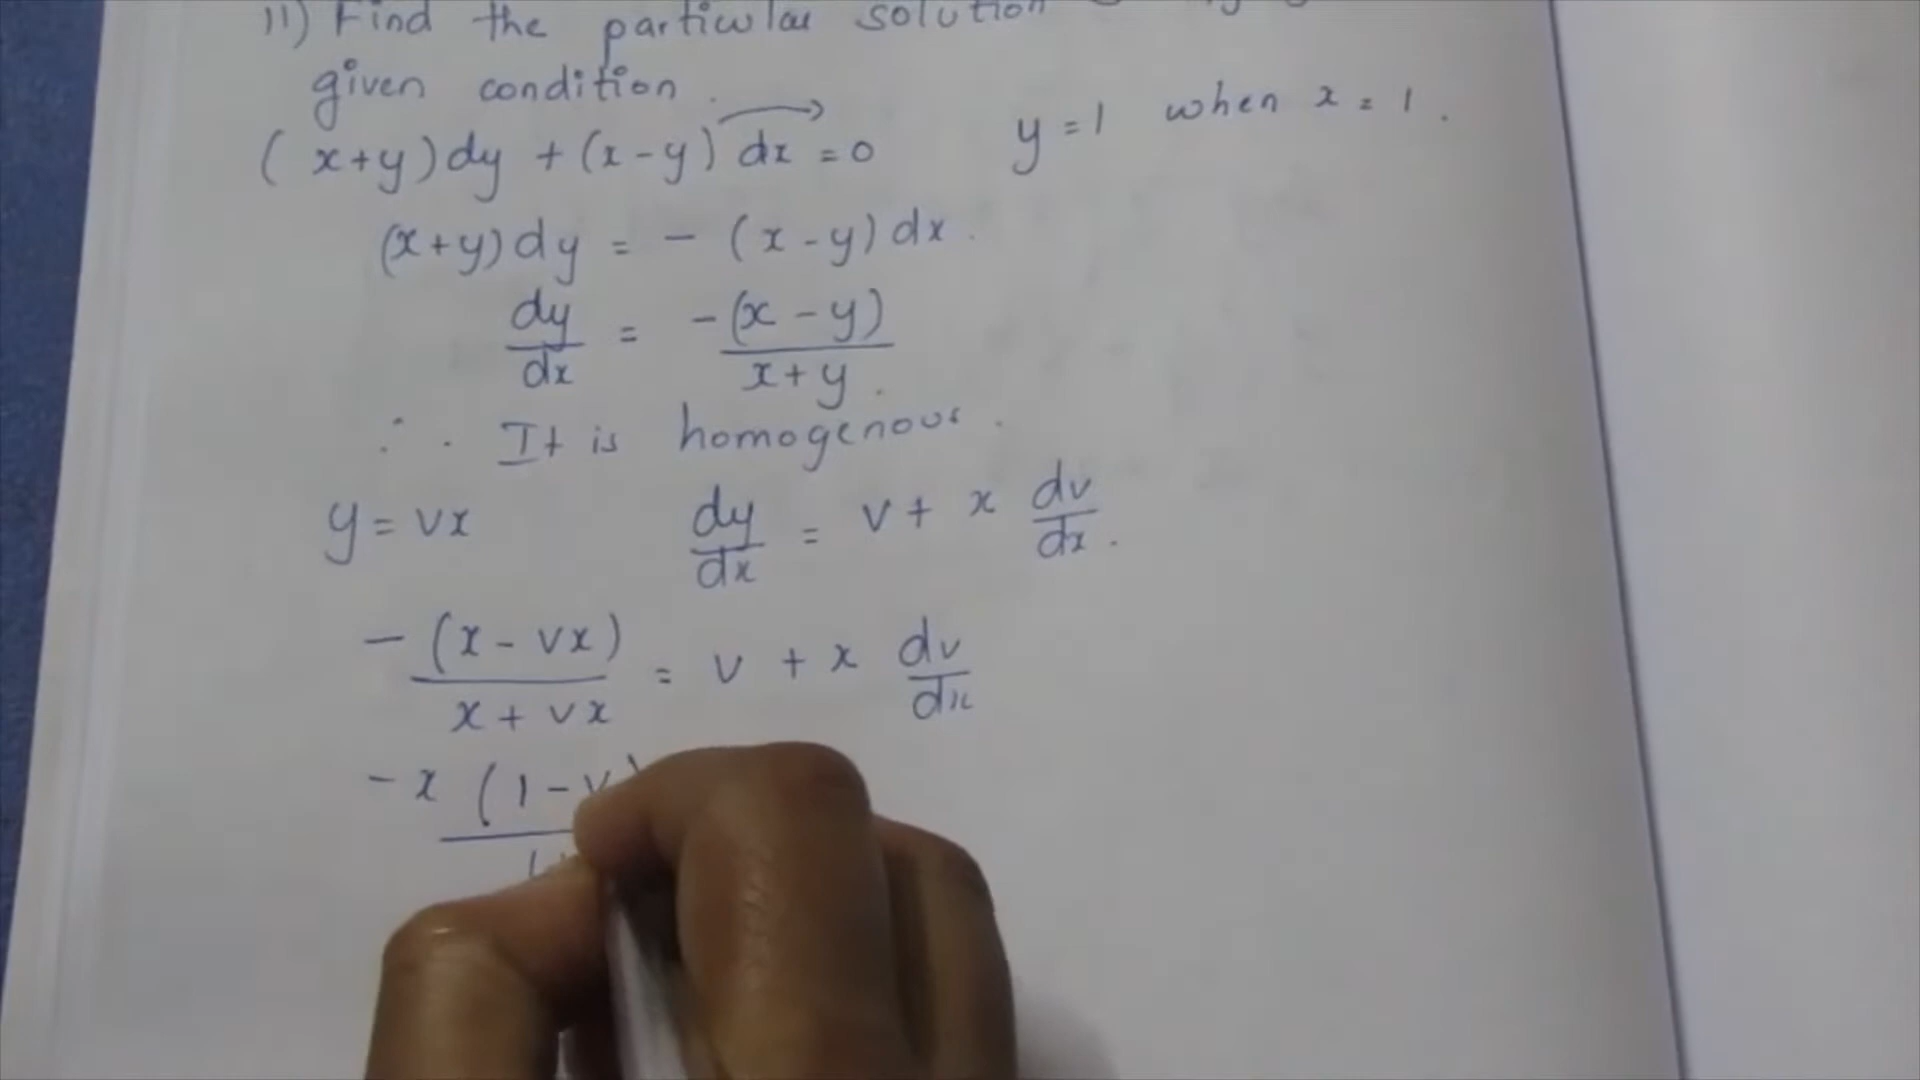 11) Find the particular solution
given condition.
(x+y)dy + (x-y) dx = 0 y = 1 when x = 1.
(x+y)dy = - (x-y) dx.
dy/dx = -(x-y)/x+y.
∴ It is homogenous.
y = vx dy/dx = v + x dv/dx.
-(x-vx)/x+vx = v + x dv/dx
-x (1-v)